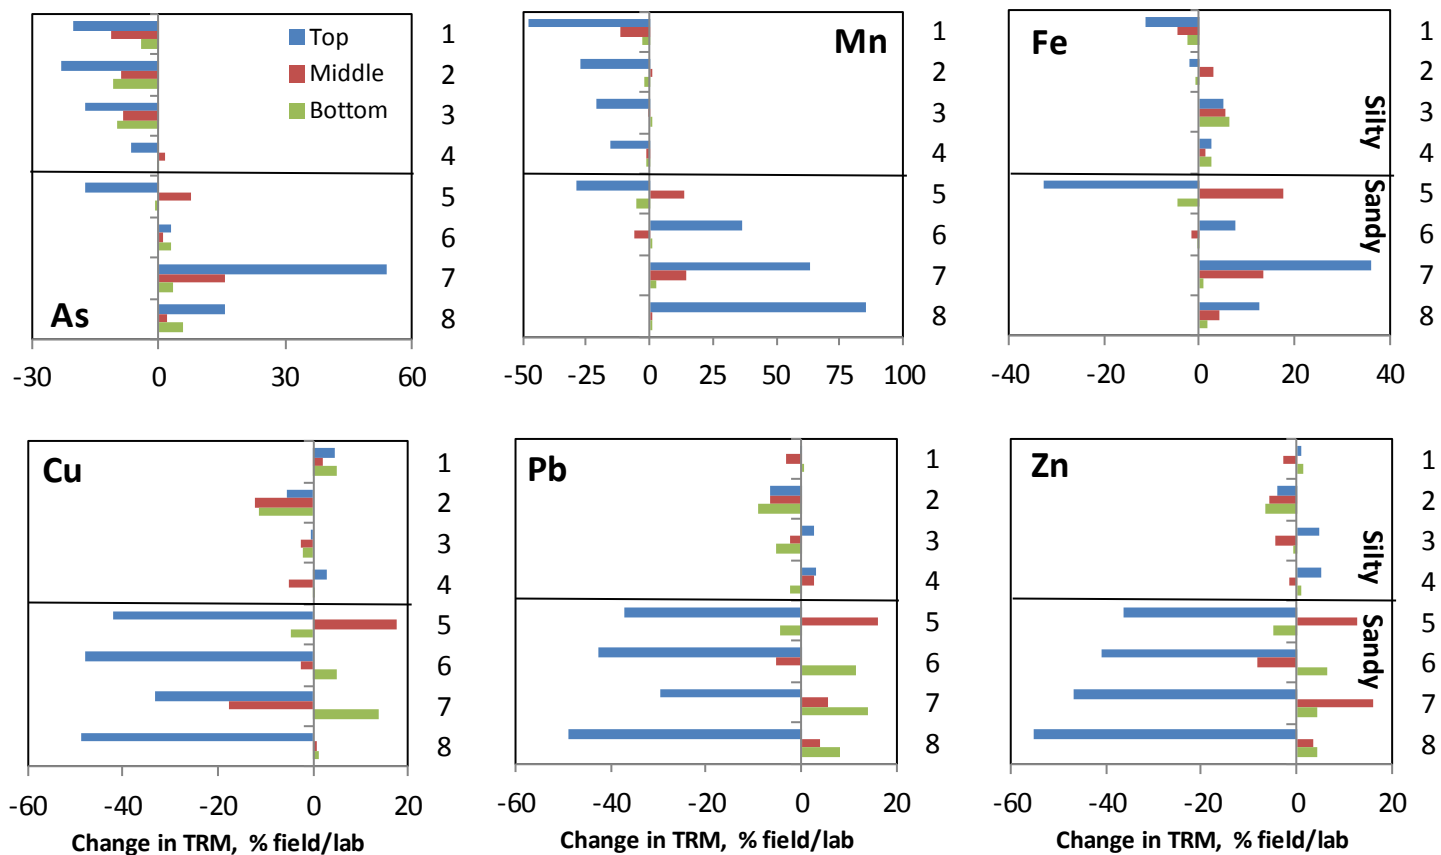 As
Top
Middle
Bottom
1
2
3
4
5
6
7
8
-30 0 30 60
Mn
1
2
3
4
5
6
7
8
-50 -25 0 25 50 75 100
Fe
Silty
Sandy
1
2
3
4
5
6
7
8
-40 -20 0 20 40
Cu
1
2
3
4
5
6
7
8
-60 -40 -20 0 20
Change in TRM, % field/lab
Pb
1
2
3
4
5
6
7
8
-60 -40 -20 0 20
Change in TRM, % field/lab
Zn
Silty
Sandy
1
2
3
4
5
6
7
8
-60 -40 -20 0 20
Change in TRM, % field/lab